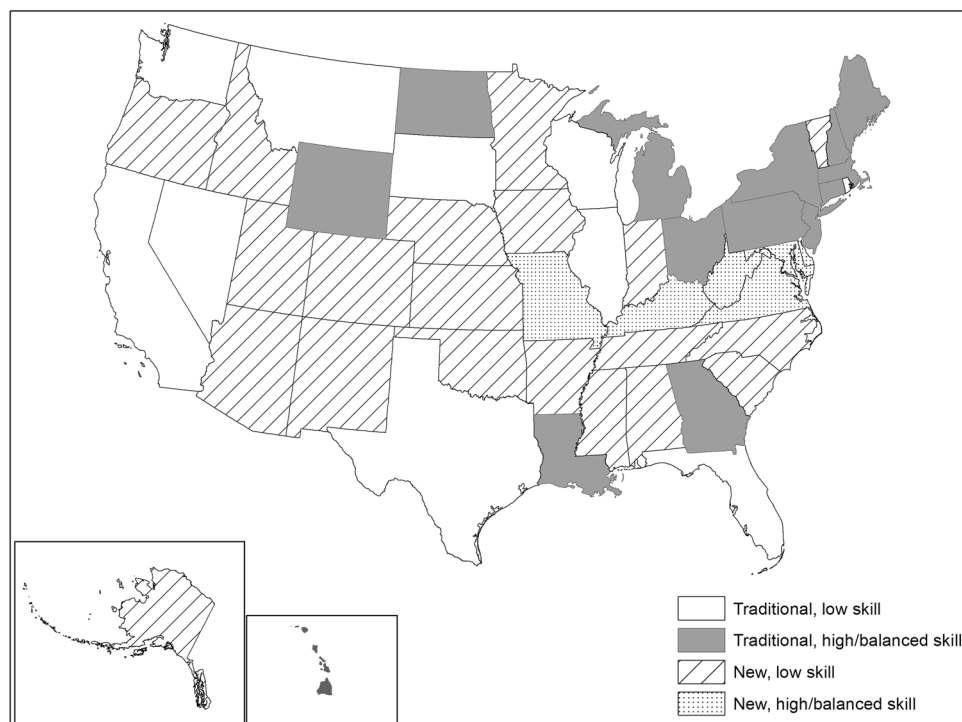 Traditional, low skill
Traditional, high/balanced skill
New, low skill
New, high/balanced skill